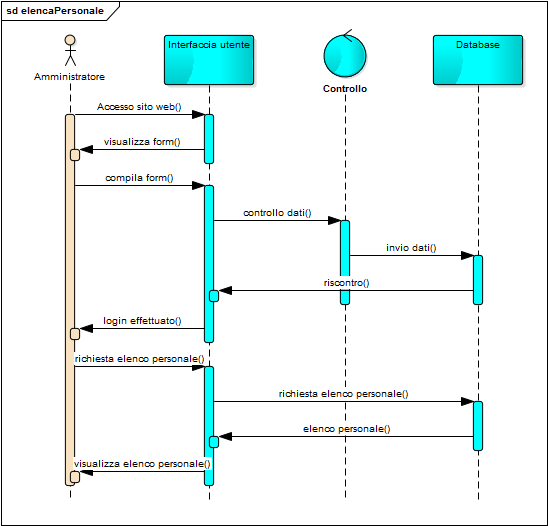 sd elencaPersonale
Interfaccia utente
Database
Amministratore
Controllo
Accesso sito web()
visualizza form()
compila form()
controllo dati()
invio dati()
riscontro()
login effettuato()
richiesta elenco personale()
richiesta elenco personale()
elenco personale()
visualizza elenco personale()